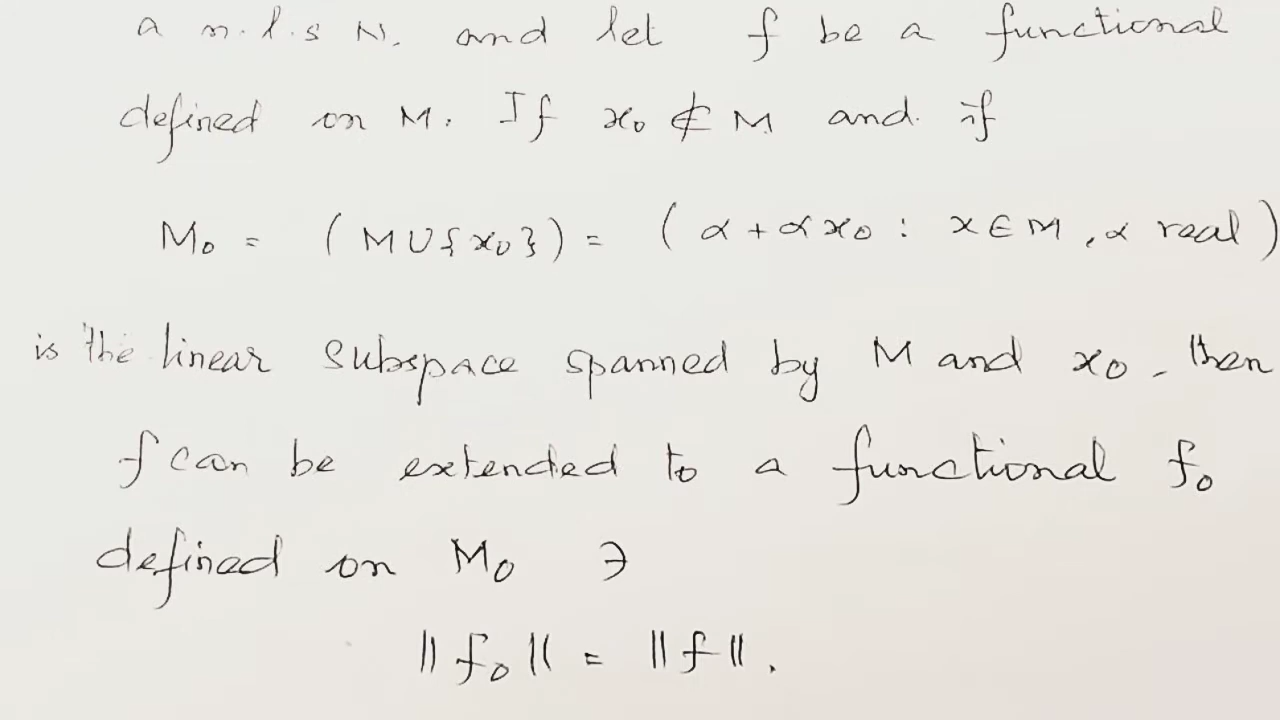 a n.l.s N. and let f be a functional
defined on M. If x₀ ∉ M and if
M₀ = (M∪{x₀}) = (α+αx₀ : x∈M, α real)
is the linear subspace spanned by M and x₀, then
f can be extended to a functional f₀
defined on M₀ ∋
||f₀|| = ||f||.